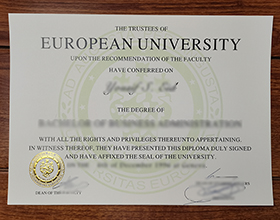 THE TRUSTEES OF
EUROPEAN UNIVERSITY
UPON THE RECOMMENDATION OF THE FACULTY
HAVE CONFERRED ON
THE DEGREE OF
BACHELOR OF BUSINESS ADMINISTRATION
WITH ALL THE RIGHTS AND PRIVILEGES THEREUNTO APPERTAINING.
IN WITNESS THEREOF, THEY HAVE PRESENTED THIS DIPLOMA DULY SIGNED
AND HAVE AFFIXED THE SEAL OF THE UNIVERSITY.
DEAN OF THE FACULTY